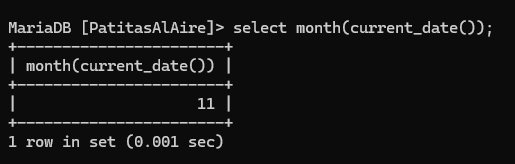 MariaDB [PatitasAlAire]> select month(current_date());
+-----------------------+
| month(current_date()) |
+-----------------------+
|                    11 |
+-----------------------+
1 row in set (0.001 sec)